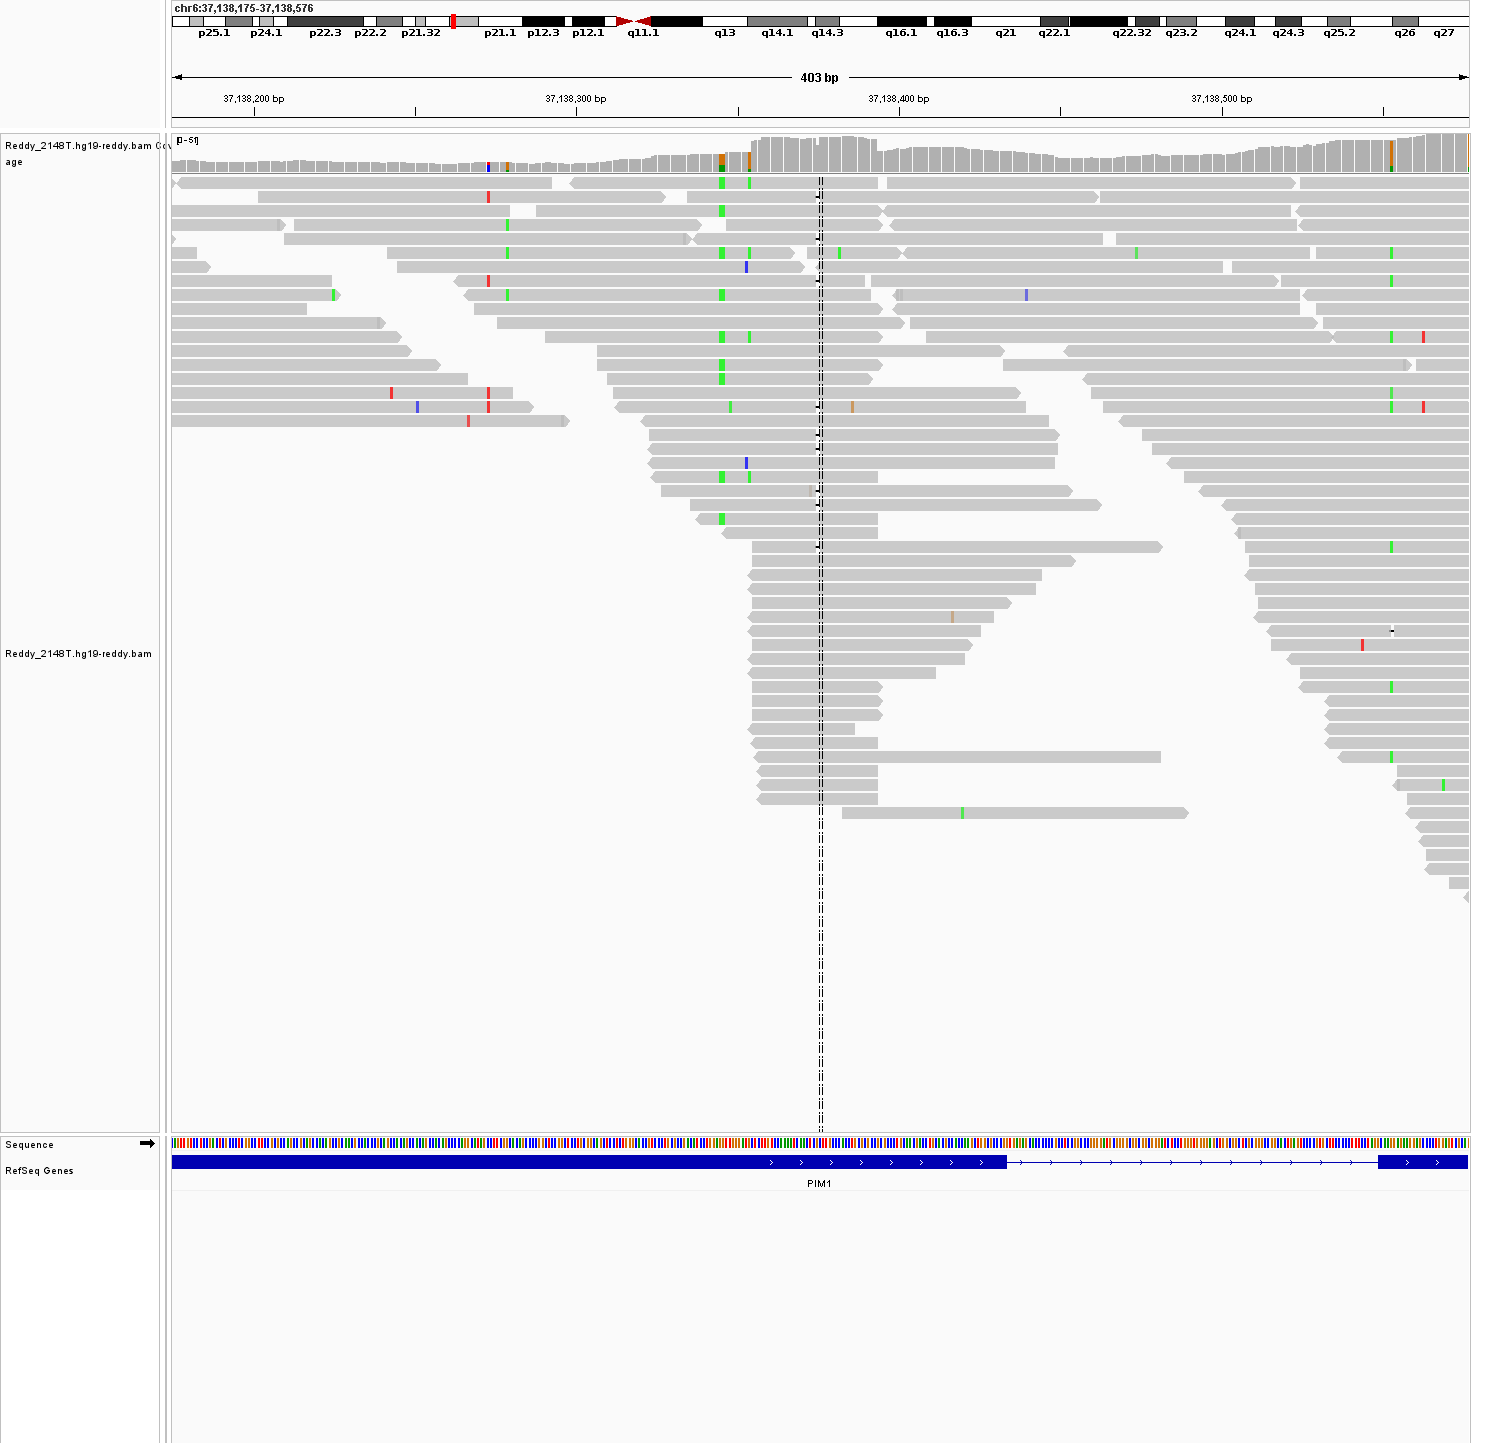 chr6:37,138,175-37,138,576
p25.1 p24.1 p22.3 p22.2 p21.32 p21.1 p12.3 p12.1 q11.1 q13 q14.1 q14.3 q16.1 q16.3 q21 q22.1 q22.32 q23.2 q24.1 q24.3 q25.2 q26 q27
403 bp
37,138,200 bp 37,138,300 bp 37,138,400 bp 37,138,500 bp
Reddy_2148T.hg19-reddy.bam Cov
age
[0-51]
Reddy_2148T.hg19-reddy.bam
Sequence
RefSeq Genes
PIM1